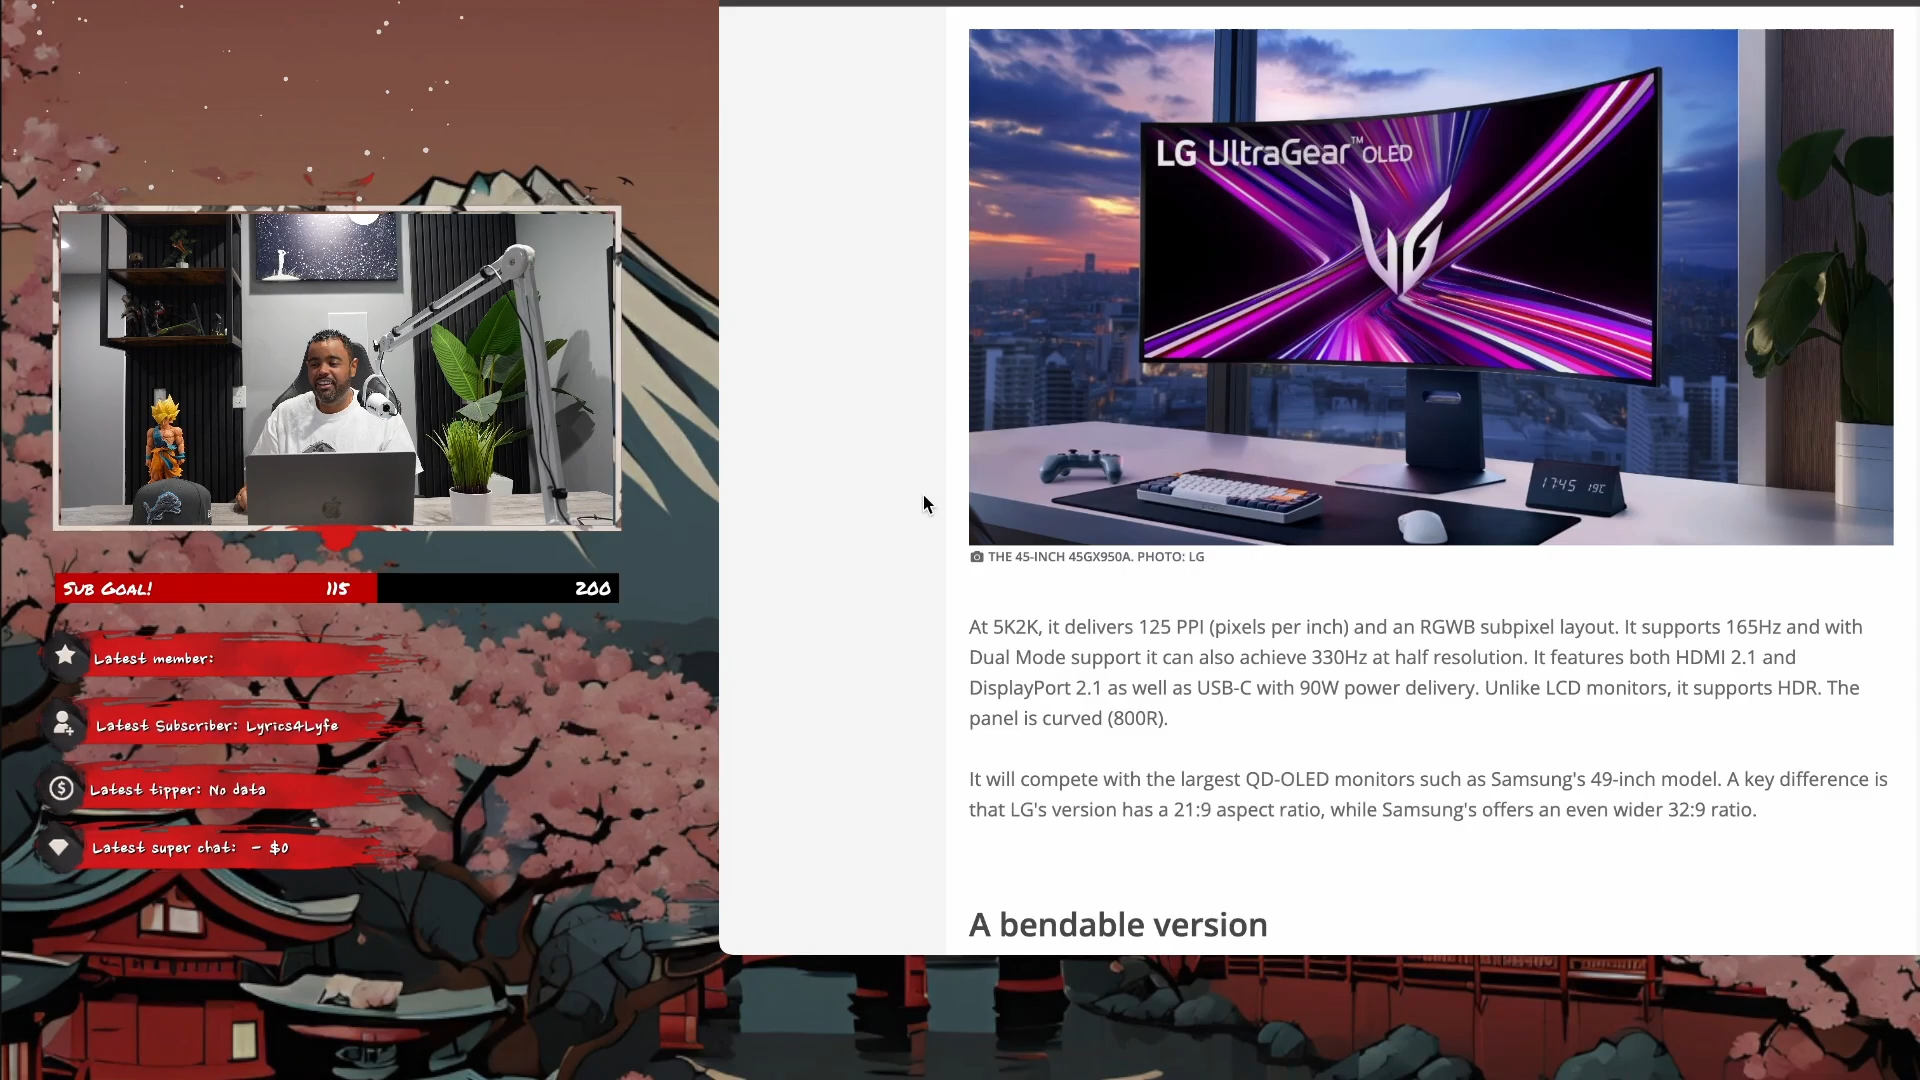 LG UltraGear™ OLED
17:45 19C
THE 45-INCH 45GX950A. PHOTO: LG
At 5K2K, it delivers 125 PPI (pixels per inch) and an RGWB subpixel layout. It supports 165Hz and with
Dual Mode support it can also achieve 330Hz at half resolution. It features both HDMI 2.1 and
DisplayPort 2.1 as well as USB-C with 90W power delivery. Unlike LCD monitors, it supports HDR. The
panel is curved (800R).
It will compete with the largest QD-OLED monitors such as Samsung's 49-inch model. A key difference is
that LG's version has a 21:9 aspect ratio, while Samsung's offers an even wider 32:9 ratio.
A bendable version
Sub Goal! 115 200
Latest member:
Latest Subscriber: Lyrics4Lyfe
Latest tipper: No data
Latest super chat: - $0